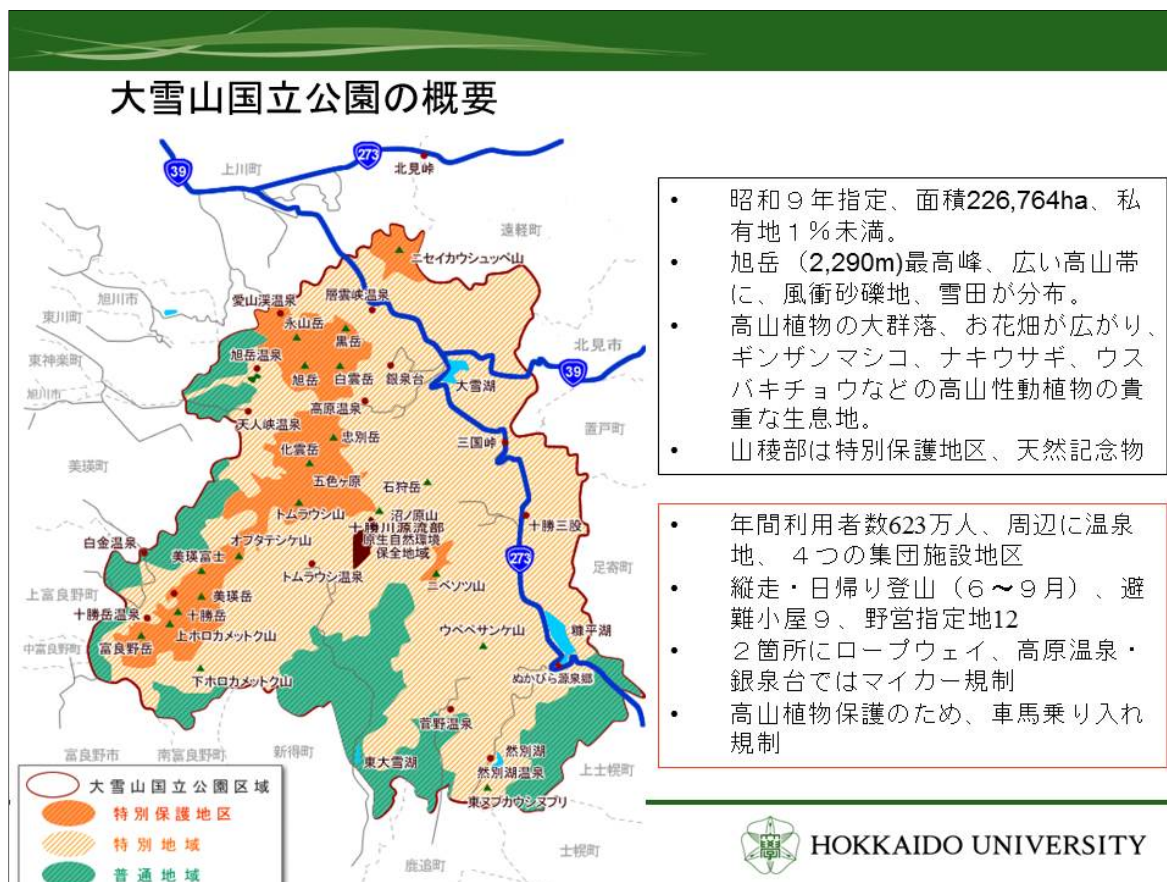 大雪山国立公園の概要
39
273
上川町
北見峠
遠軽町
ニセイカウシュッペ山
旭川市
愛山渓温泉
層雲峡温泉
東川町
永山岳
黒岳
北見市
東神楽町
旭岳温泉
旭岳
白雲岳
銀泉台
大雪湖
39
旭川市
高原温泉
天人峡温泉
忠別岳
置戸町
化雲岳
三国峠
美瑛町
五色ヶ原
石狩岳
トムラウシ山
沼ノ原山
十勝川源流部
原生自然環境
保全地域
十勝三股
白金温泉
オプタテシケ山
美瑛富士
トムラウシ温泉
ニペソツ山
273
足寄町
上富良野町
美瑛岳
十勝岳温泉
十勝岳
上ホロカメットク山
ウペペサンケ山
糠平湖
中富良野町
富良野岳
下ホロカメットク山
ぬかびら源泉郷
菅野温泉
富良野市
南富良野町
新得町
東大雪湖
然別湖
然別湖温泉
上士幌町
東ヌプカウシヌプリ
鹿追町
士幌町
大雪山国立公園区域
特別保護地区
特別地域
普通地域
• 昭和９年指定、面積226,764ha、私
有地１％未満。
• 旭岳（2,290m)最高峰、広い高山帯
に、風衝砂礫地、雪田が分布。
• 高山植物の大群落、お花畑が広がり、
ギンザンマシコ、ナキウサギ、ウス
バキチョウなどの高山性動植物の貴
重な生息地。
• 山稜部は特別保護地区、天然記念物
• 年間利用者数623万人、周辺に温泉
地、４つの集団施設地区
• 縦走・日帰り登山（６～９月）、避
難小屋９、野営指定地12
• ２箇所にロープウェイ、高原温泉・
銀泉台ではマイカー規制
• 高山植物保護のため、車馬乗り入れ
規制
HOKKAIDO UNIVERSITY